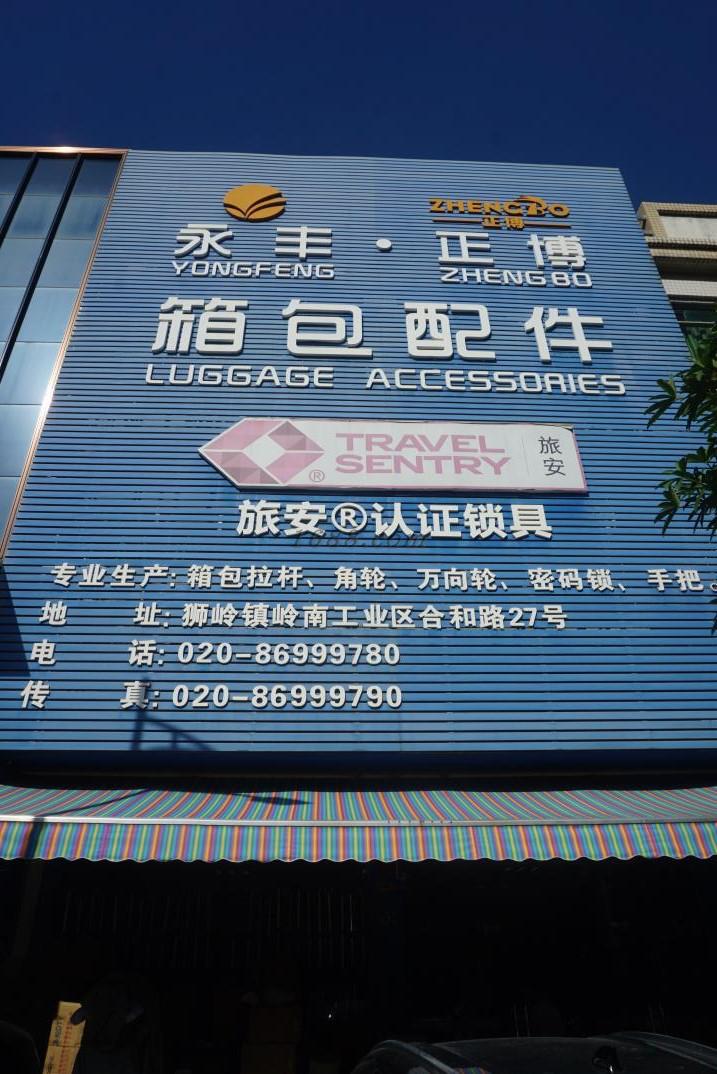 ZHENGBO
正博
永丰·正博
YONGFENG ZHENGBO
箱包配件
LUGGAGE ACCESSORIES
TRAVEL SENTRY® 旅安
旅安®认证锁具
1688.com
专业生产:箱包拉杆、角轮、万向轮、密码锁、手把。
地址:狮岭镇岭南工业区合和路27号
电话:020-86999780
传真:020-86999790